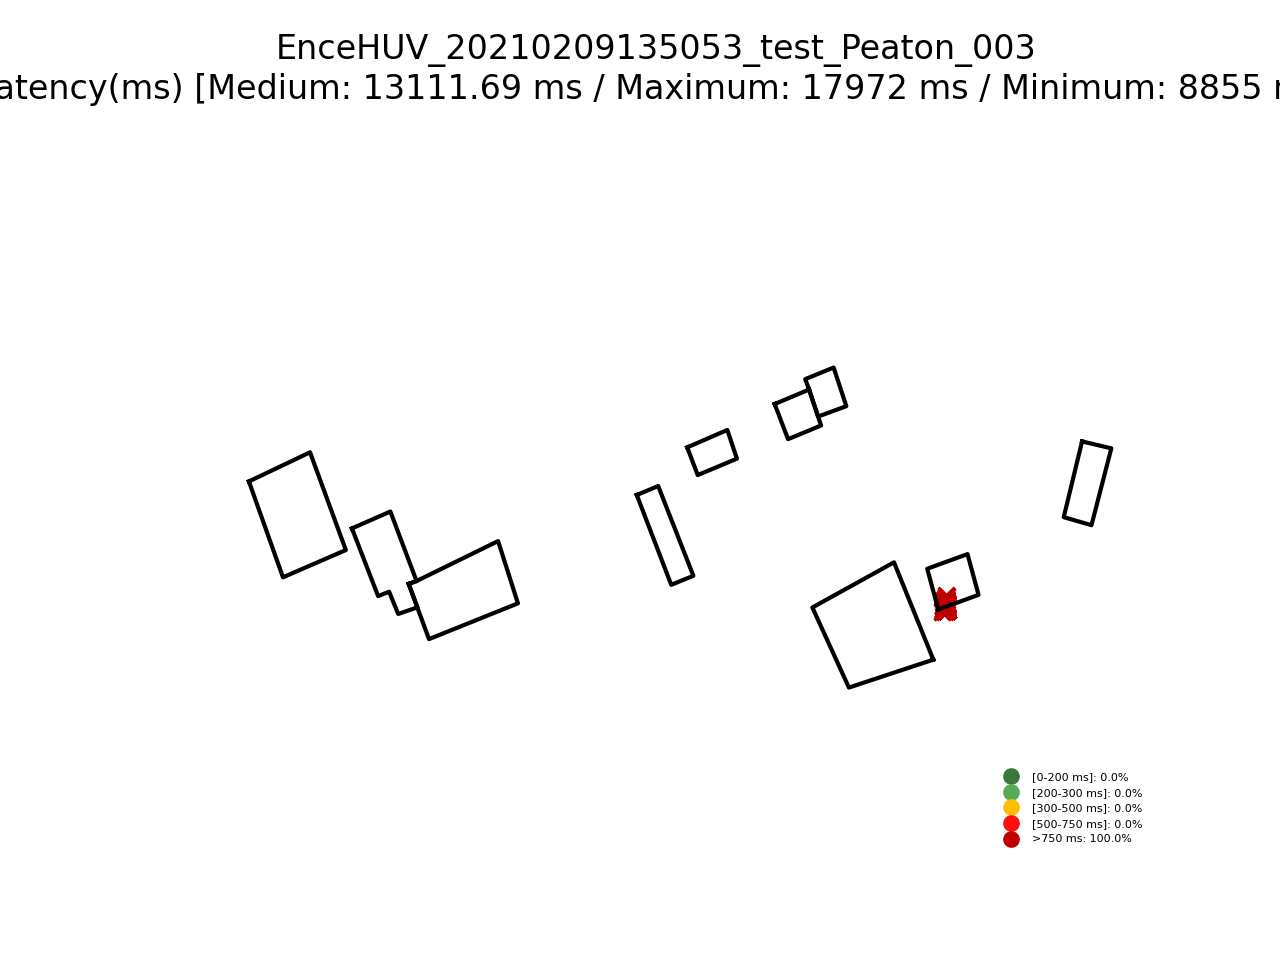 EnceHUV_20210209135053_test_Peaton_003
atency(ms) [Medium: 13111.69 ms / Maximum: 17972 ms / Minimum: 8855
[0-200 ms]: 0.0%
[200-300 ms]: 0.0%
[300-500 ms]: 0.0%
[500-750 ms]: 0.0%
>750 ms: 100.0%